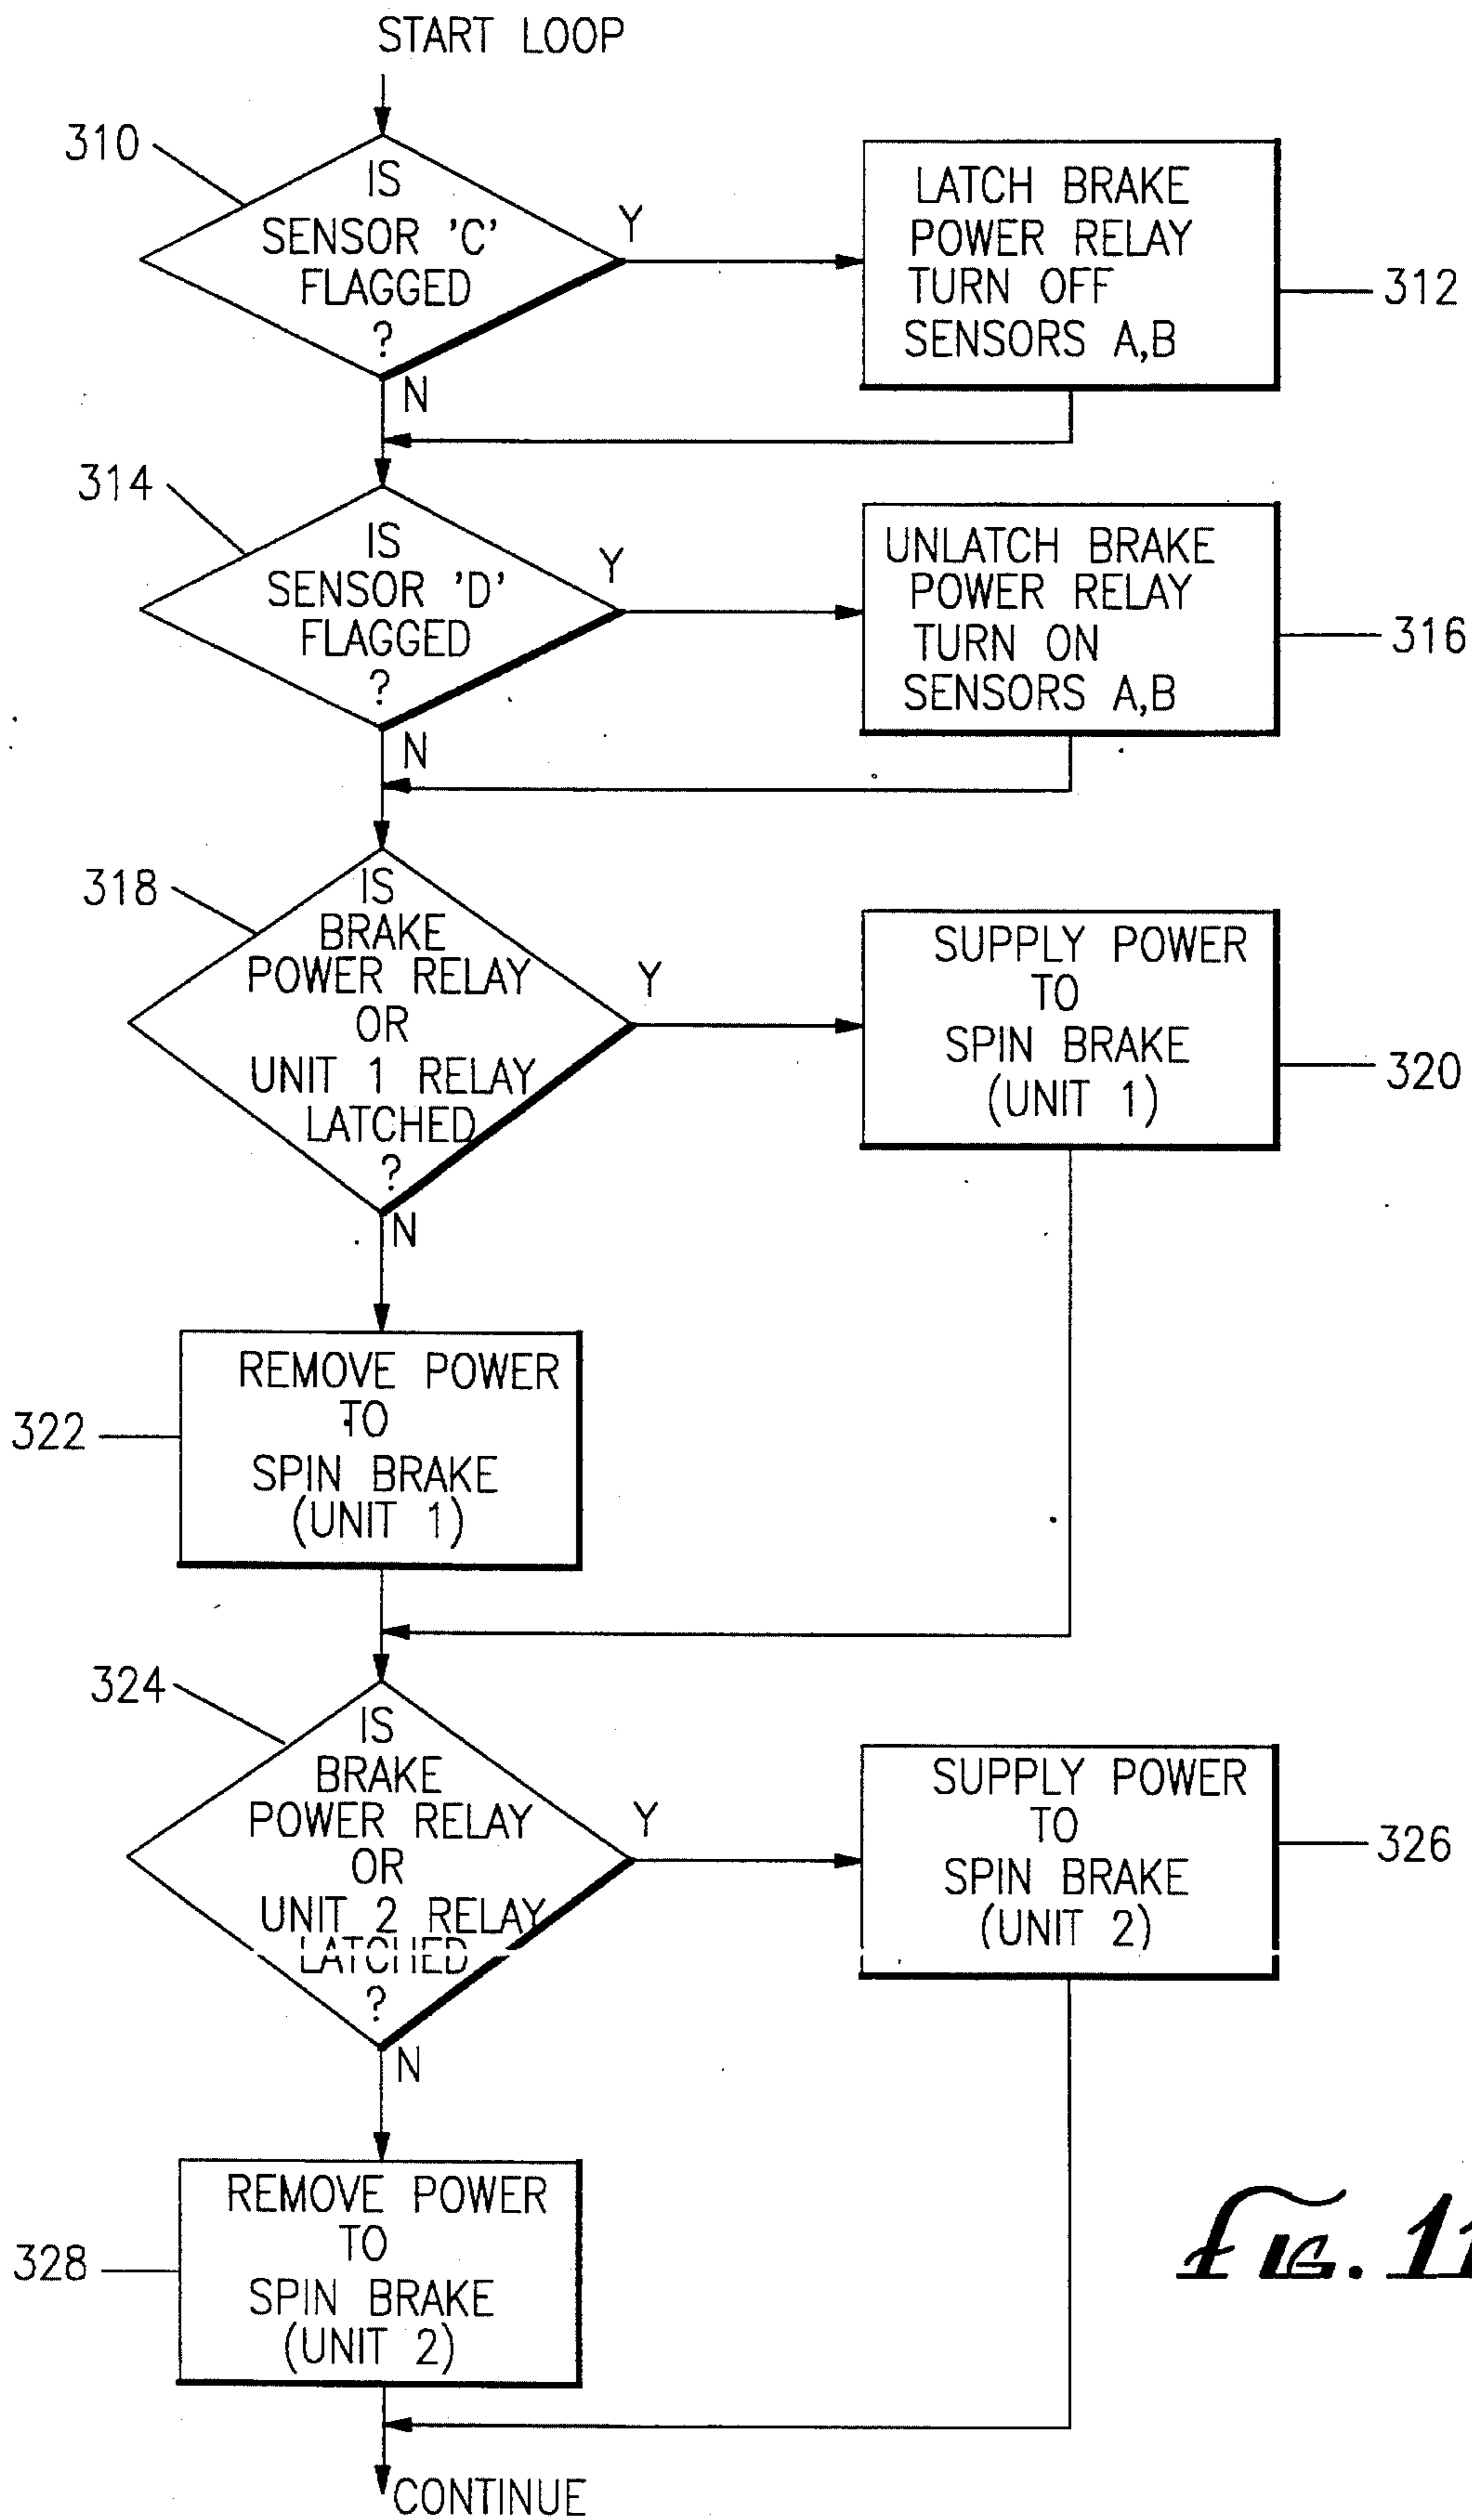 START LOOP
310
IS
SENSOR 'C'
FLAGGED
?
Y
N
LATCH BRAKE
POWER RELAY
TURN OFF
SENSORS A,B
312
314
IS
SENSOR 'D'
FLAGGED
?
Y
N
UNLATCH BRAKE
POWER RELAY
TURN ON
SENSORS A,B
316
318
IS
BRAKE
POWER RELAY
OR
UNIT 1 RELAY
LATCHED
?
Y
N
SUPPLY POWER
TO
SPIN BRAKE
(UNIT 1)
320
322
REMOVE POWER
TO
SPIN BRAKE
(UNIT 1)
324
IS
BRAKE
POWER RELAY
OR
UNIT 2 RELAY
LATCHED
?
Y
N
SUPPLY POWER
TO
SPIN BRAKE
(UNIT 2)
326
328
REMOVE POWER
TO
SPIN BRAKE
(UNIT 2)
FIG. 11
CONTINUE